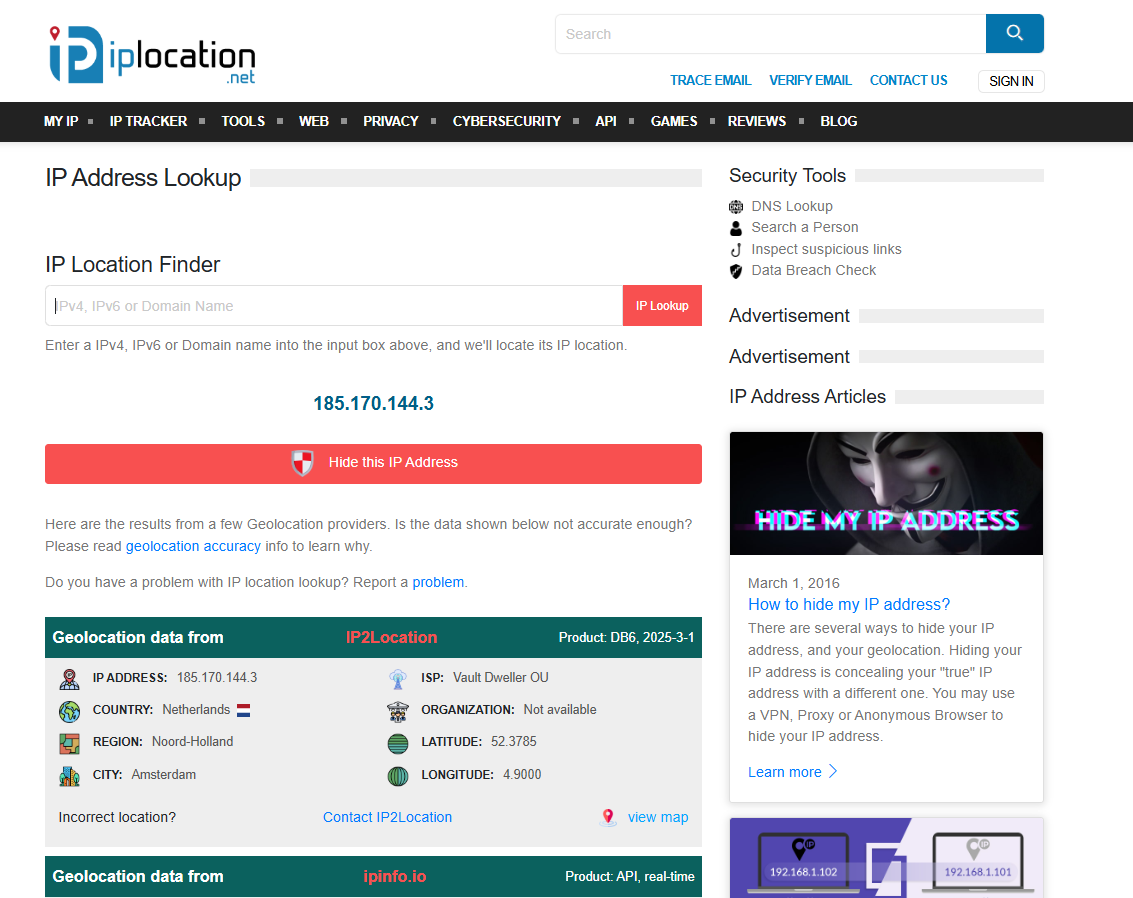 iplocation
.net
Search
TRACE EMAIL VERIFY EMAIL CONTACT US SIGN IN
MY IP IP TRACKER TOOLS WEB PRIVACY CYBERSECURITY API GAMES REVIEWS BLOG
IP Address Lookup
IP Location Finder
IPv4, IPv6 or Domain Name
IP Lookup
Enter a IPv4, IPv6 or Domain name into the input box above, and we'll locate its IP location.
185.170.144.3
Hide this IP Address
Here are the results from a few Geolocation providers. Is the data shown below not accurate enough?
Please read geolocation accuracy info to learn why.
Do you have a problem with IP location lookup? Report a problem.
Geolocation data from IP2Location Product: DB6, 2025-3-1
IP ADDRESS: 185.170.144.3 ISP: Vault Dweller OU
COUNTRY: Netherlands ORGANIZATION: Not available
REGION: Noord-Holland LATITUDE: 52.3785
CITY: Amsterdam LONGITUDE: 4.9000
Incorrect location? Contact IP2Location view map
Geolocation data from ipinfo.io Product: API, real-time
Security Tools
DNS Lookup
Search a Person
Inspect suspicious links
Data Breach Check
Advertisement
Advertisement
IP Address Articles
HIDE MY IP ADDRESS
March 1, 2016
How to hide my IP address?
There are several ways to hide your IP
address, and your geolocation. Hiding your
IP address is concealing your "true" IP
address with a different one. You may use
a VPN, Proxy or Anonymous Browser to
hide your IP address.
Learn more
IP IP
192.168.1.102 192.168.1.101